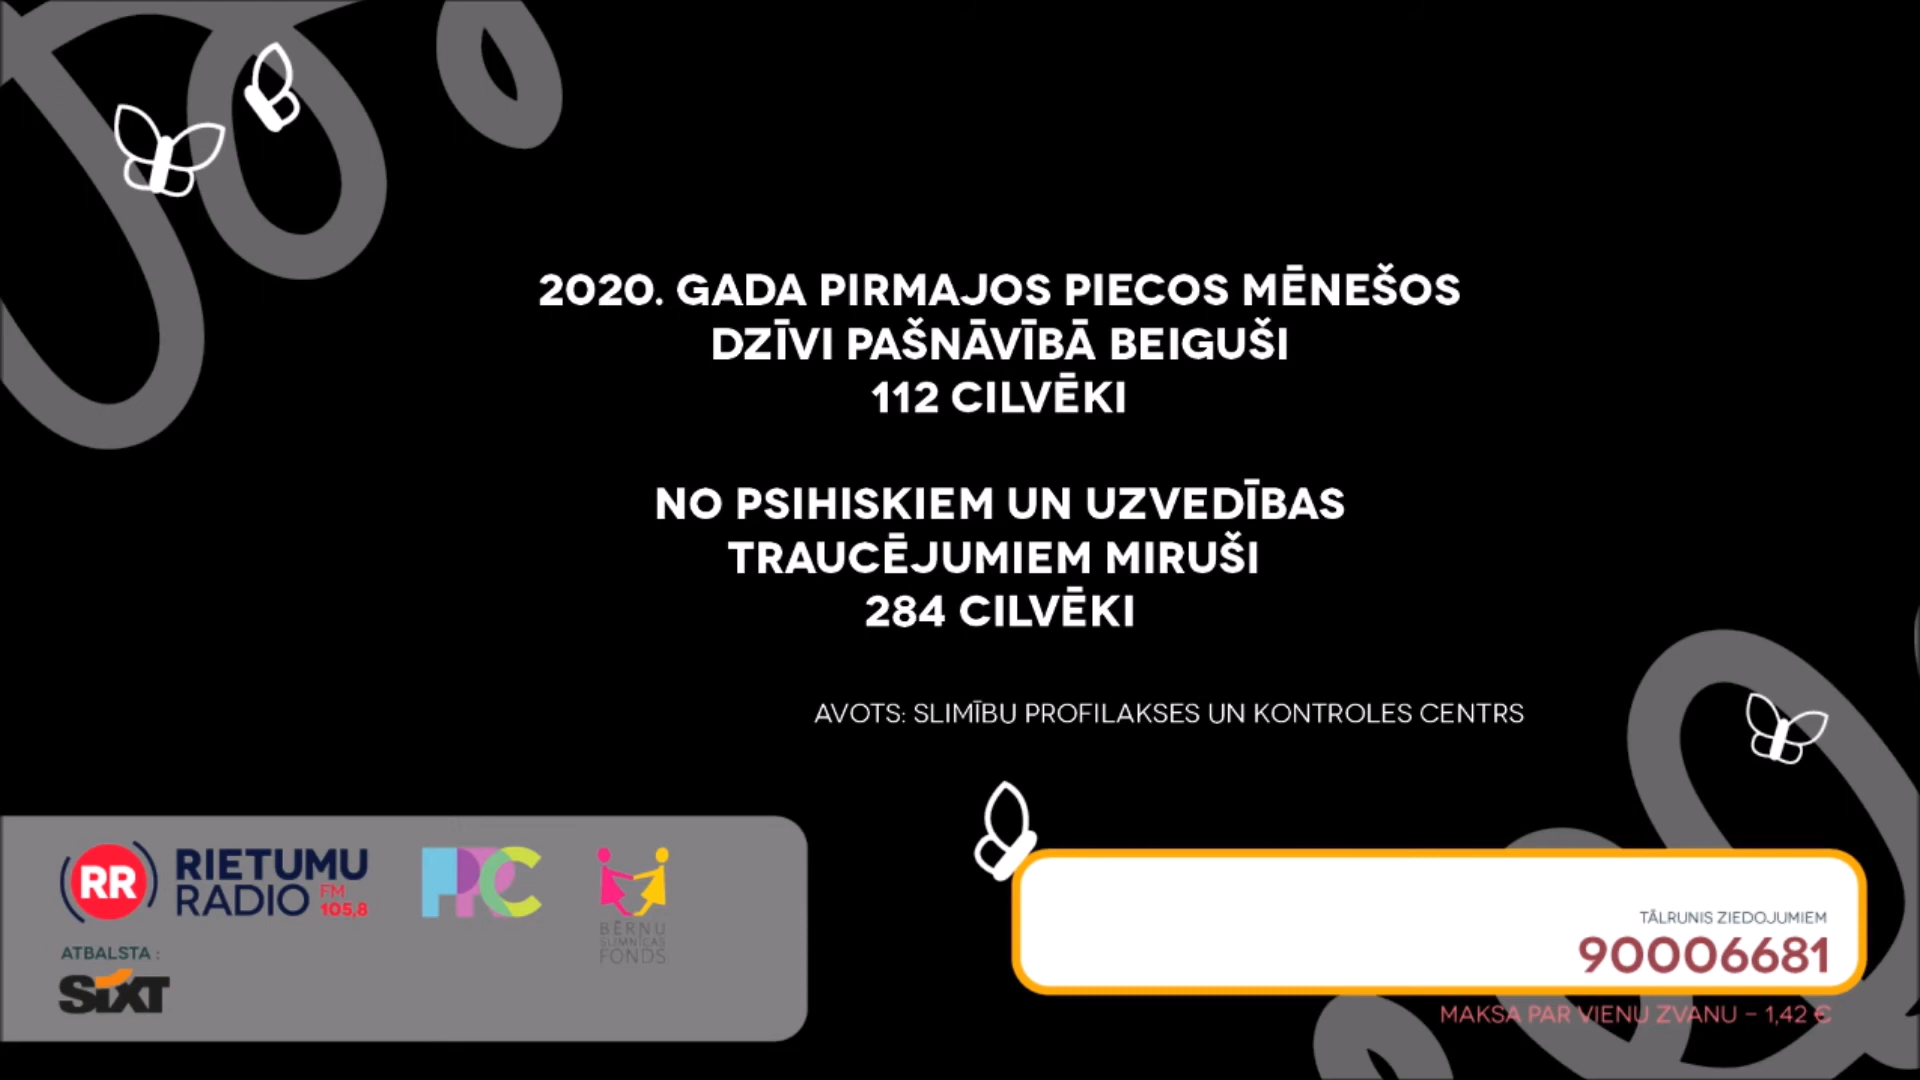 2020. GADA PIRMAJOS PIECOS MĒNEŠOS
DZĪVI PAŠNĀVĪBĀ BEIGUŠI
112 CILVĒKI
NO PSIHISKIEM UN UZVEDĪBAS
TRAUCĒJUMIEM MIRUŠI
284 CILVĒKI
AVOTS: SLIMĪBU PROFILAKSES UN KONTROLES CENTRS
RR
RIETUMU
RADIO FM
105,8
PPC
BĒRNU
SLIMNĪCAS
FONDS
ATBALSTA :
SIXT
TĀLRUNIS ZIEDOJUMIEM
90006681
MAKSA PAR VIENU ZVANU – 1,42 €